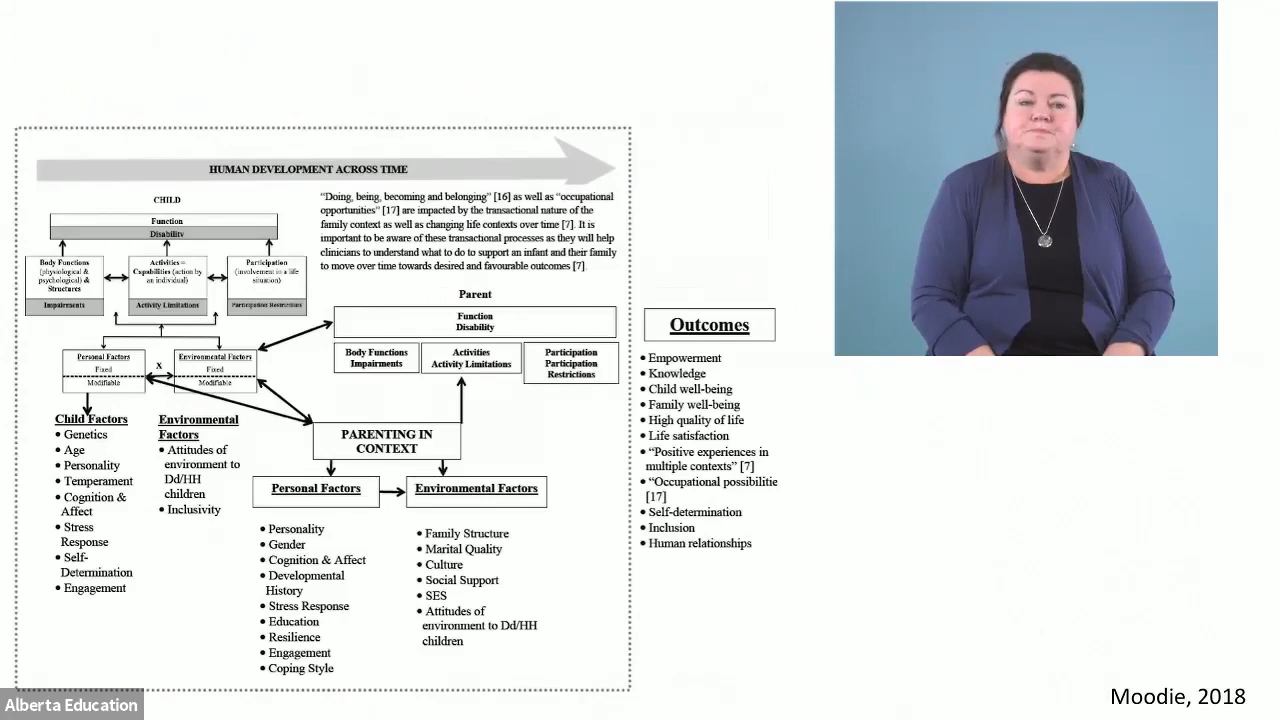 HUMAN DEVELOPMENT ACROSS TIME
CHILD
Function
Disability
Body Functions
(physiological &
psychological) &
Structures
Impairments
Activities =
Capabilities (action by
an individual)
Activity Limitations
Participation
(involvement in a life
situation)
Participation Restrictions
Personal Factors
Fixed
Modifiable
X
Environmental Factors
Fixed
Modifiable
"Doing, being, becoming and belonging" [16] as well as "occupational
opportunities" [17] are impacted by the transactional nature of the
family context as well as changing life contexts over time [7]. It is
important to be aware of these transactional processes as they will help
clinicians to understand what to do to support an infant and their family
to move over time towards desired and favourable outcomes [7]
Parent
Function
Disability
Body Functions
Impairments
Activities
Activity Limitations
Participation
Participation
Restrictions
Child Factors
• Genetics
• Age
• Personality
• Temperament
• Cognition &
Affect
• Stress
Response
• Self-
Determination
• Engagement
Environmental
Factors
• Attitudes of
environment to
Dd/HH
children
• Inclusivity
PARENTING IN
CONTEXT
Personal Factors
• Personality
• Gender
• Cognition & Affect
• Developmental
History
• Stress Response
• Education
• Resilience
• Engagement
• Coping Style
Environmental Factors
• Family Structure
• Marital Quality
• Culture
• Social Support
• SES
• Attitudes of
environment to Dd/HH
children
Outcomes
• Empowerment
• Knowledge
• Child well-being
• Family well-being
• High quality of life
• Life satisfaction
• "Positive experiences in
multiple contexts" [7]
• "Occupational possibilitie
[17]
• Self-determination
• Inclusion
• Human relationships
Alberta Education
Moodie, 2018